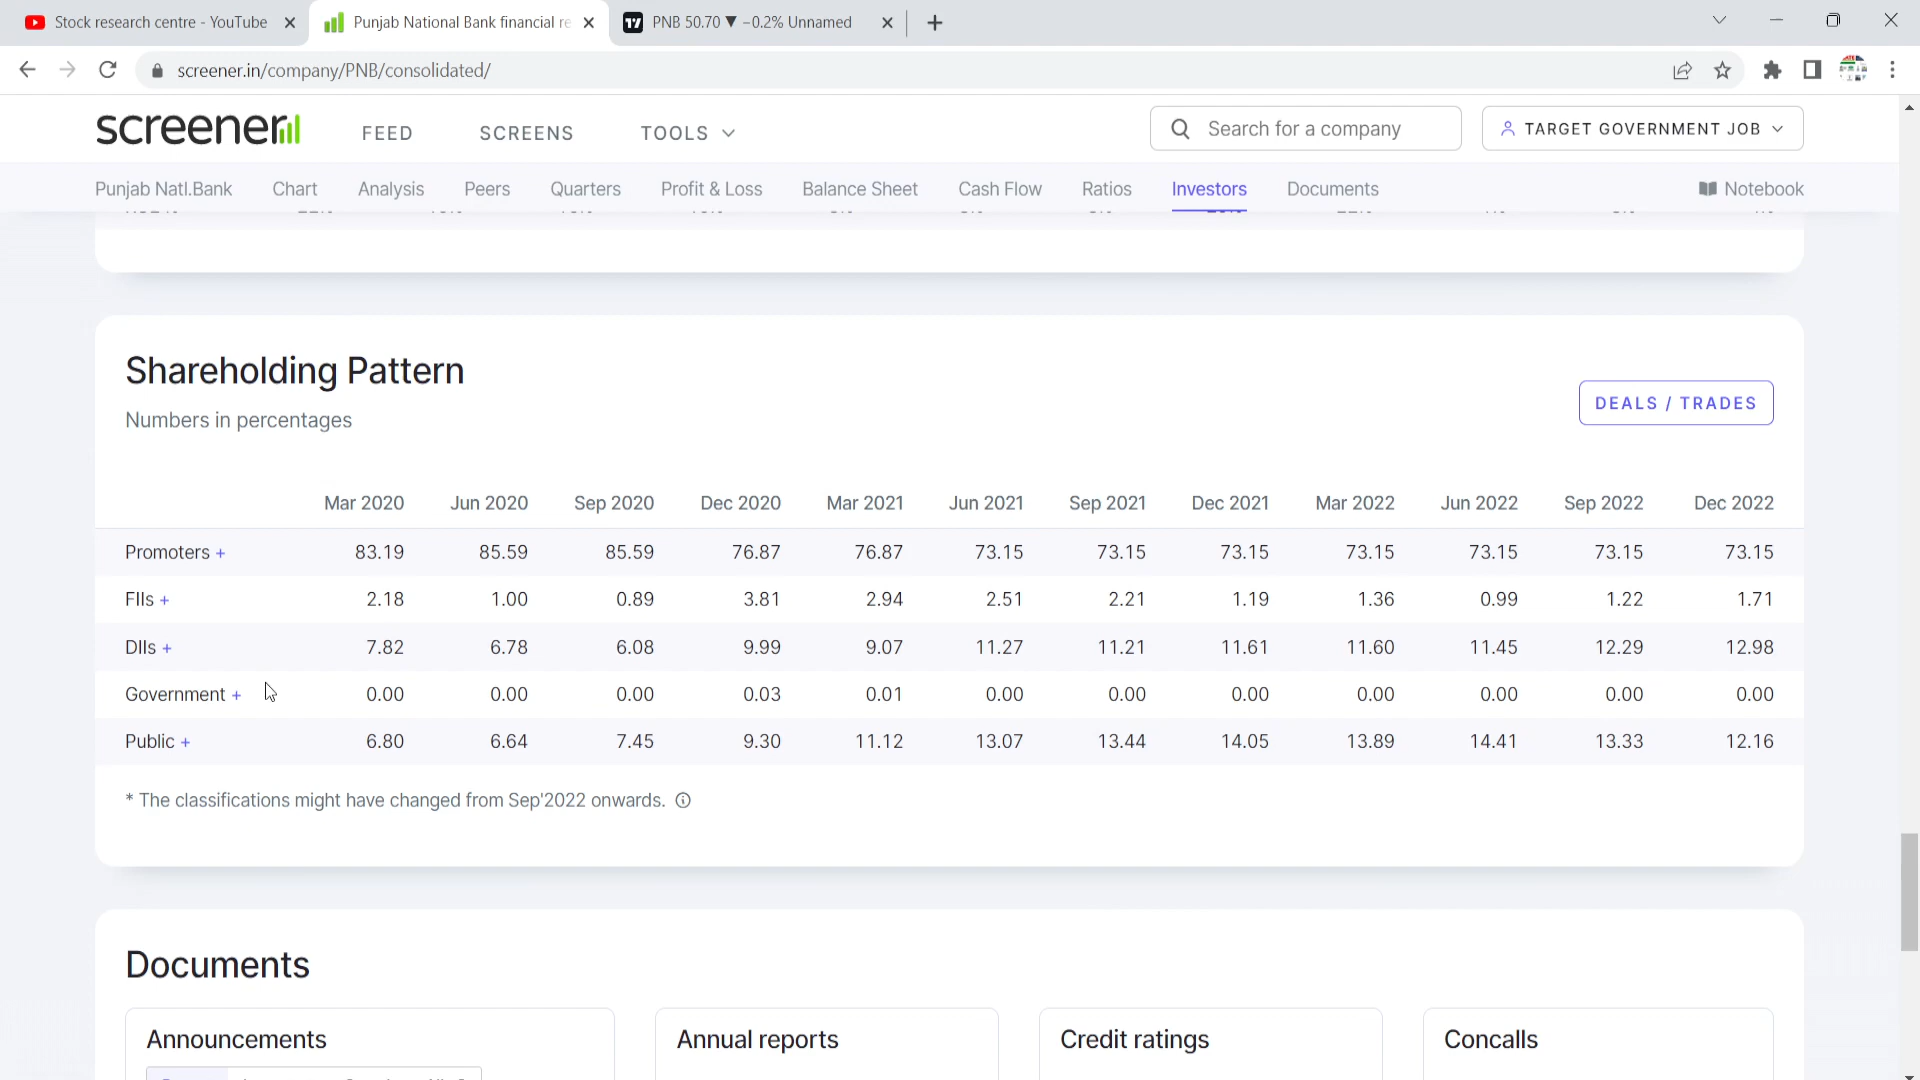 Stock research centre - YouTube
Punjab National Bank financial re
PNB 50.70 ▼ −0.2% Unnamed
screener.in/company/PNB/consolidated/
screener
FEED
SCREENS
TOOLS
Search for a company
TARGET GOVERNMENT JOB
Punjab Natl.Bank
Chart
Analysis
Peers
Quarters
Profit & Loss
Balance Sheet
Cash Flow
Ratios
Investors
Documents
Notebook
Shareholding Pattern
Numbers in percentages
DEALS / TRADES
Mar 2020 Jun 2020 Sep 2020 Dec 2020 Mar 2021 Jun 2021 Sep 2021 Dec 2021 Mar 2022 Jun 2022 Sep 2022 Dec 2022
Promoters + 83.19 85.59 85.59 76.87 76.87 73.15 73.15 73.15 73.15 73.15 73.15 73.15
FIIs + 2.18 1.00 0.89 3.81 2.94 2.51 2.21 1.19 1.36 0.99 1.22 1.71
DIIs + 7.82 6.78 6.08 9.99 9.07 11.27 11.21 11.61 11.60 11.45 12.29 12.98
Government + 0.00 0.00 0.00 0.03 0.01 0.00 0.00 0.00 0.00 0.00 0.00 0.00
Public + 6.80 6.64 7.45 9.30 11.12 13.07 13.44 14.05 13.89 14.41 13.33 12.16
* The classifications might have changed from Sep'2022 onwards.
Documents
Announcements
Annual reports
Credit ratings
Concalls